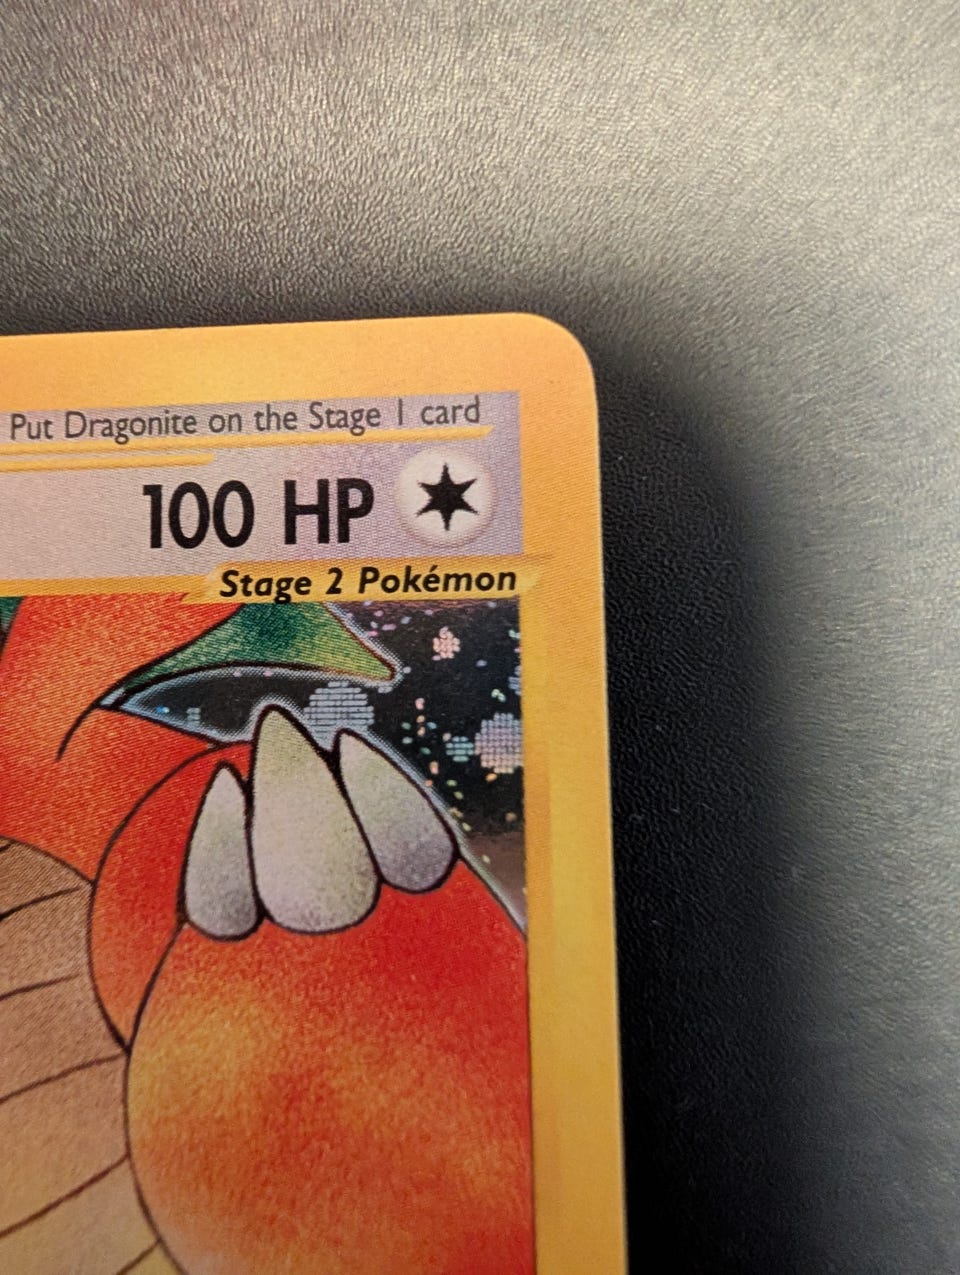 Put Dragonite on the Stage 1 card
100 HP
Stage 2 Pokémon